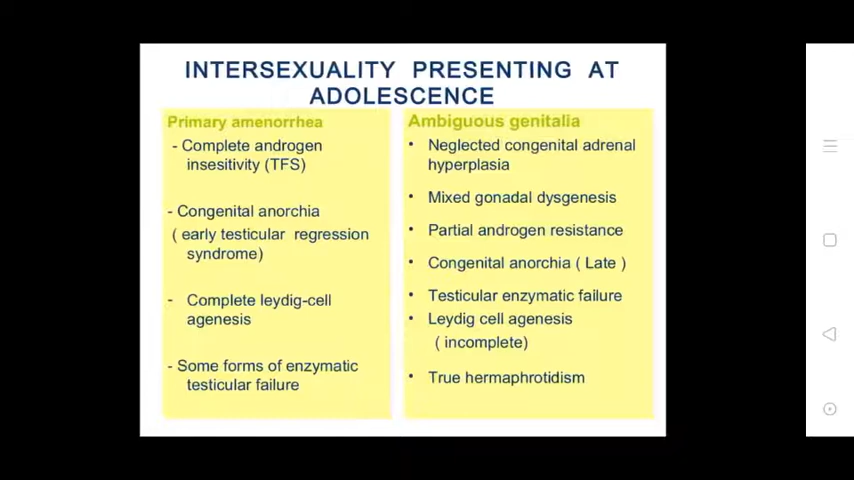 INTERSEXUALITY PRESENTING AT
ADOLESCENCE
Primary amenorrhea
- Complete androgen
insesitivity (TFS)
- Congenital anorchia
( early testicular regression
syndrome)
- Complete leydig-cell
agenesis
- Some forms of enzymatic
testicular failure
Ambiguous genitalia
• Neglected congenital adrenal
hyperplasia
• Mixed gonadal dysgenesis
• Partial androgen resistance
• Congenital anorchia ( Late )
• Testicular enzymatic failure
• Leydig cell agenesis
( incomplete)
• True hermaphrotidism